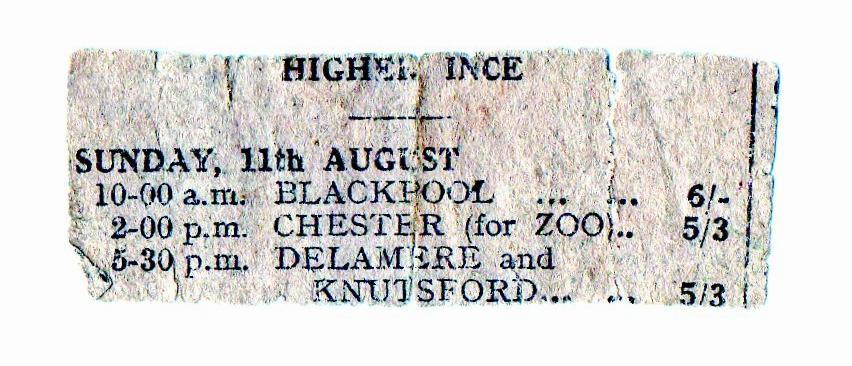 HIGHER INCE
SUNDAY, 11th AUGUST
10-00 a.m. BLACKPOOL ... ... 6/-
2-00 p.m. CHESTER (for ZOO).. 5/3
5-30 p.m. DELAMERE and
KNUTSFORD... ... 5/3